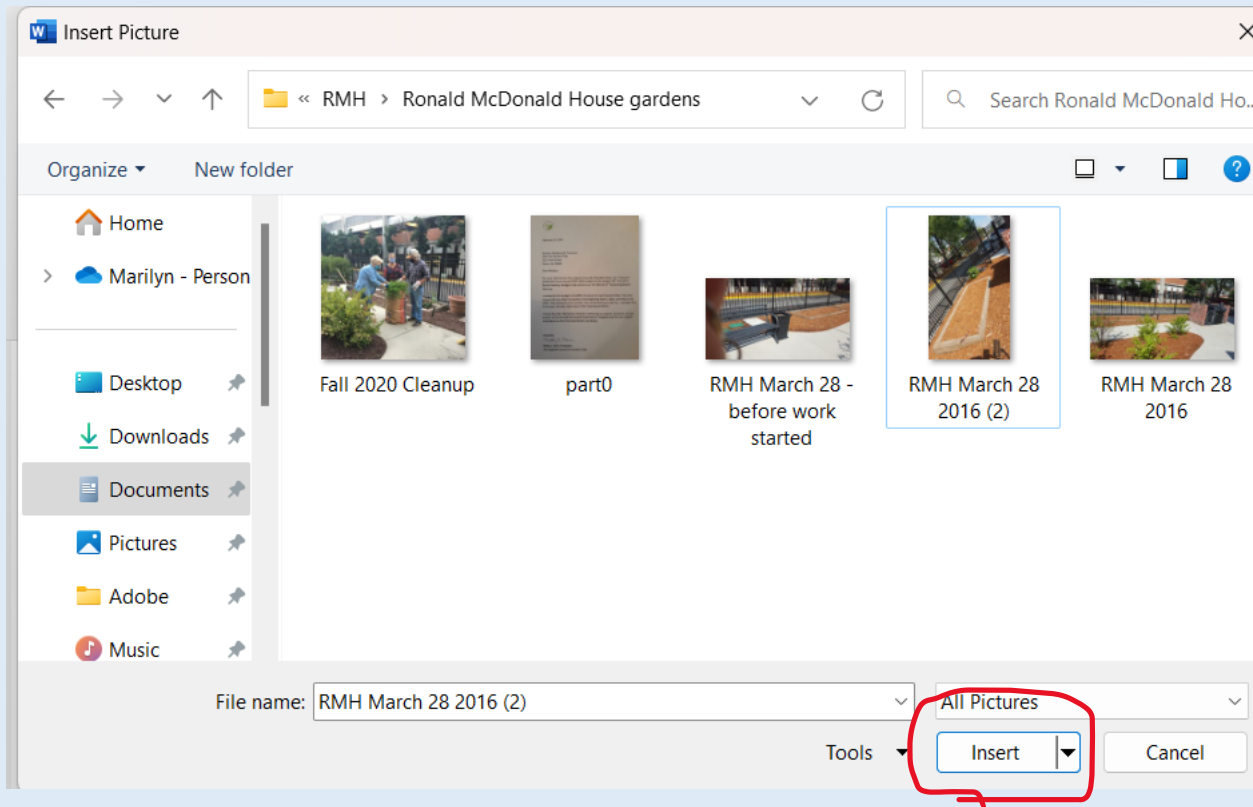 Insert Picture
« RMH > Ronald McDonald House gardens
Search Ronald McDonald Ho...
Organize
New folder
Home
Marilyn - Person
Desktop
Downloads
Documents
Pictures
Adobe
Music
Fall 2020 Cleanup
part0
RMH March 28 -
before work
started
RMH March 28
2016 (2)
RMH March 28
2016
File name: RMH March 28 2016 (2)
All Pictures
Tools
Insert
Cancel